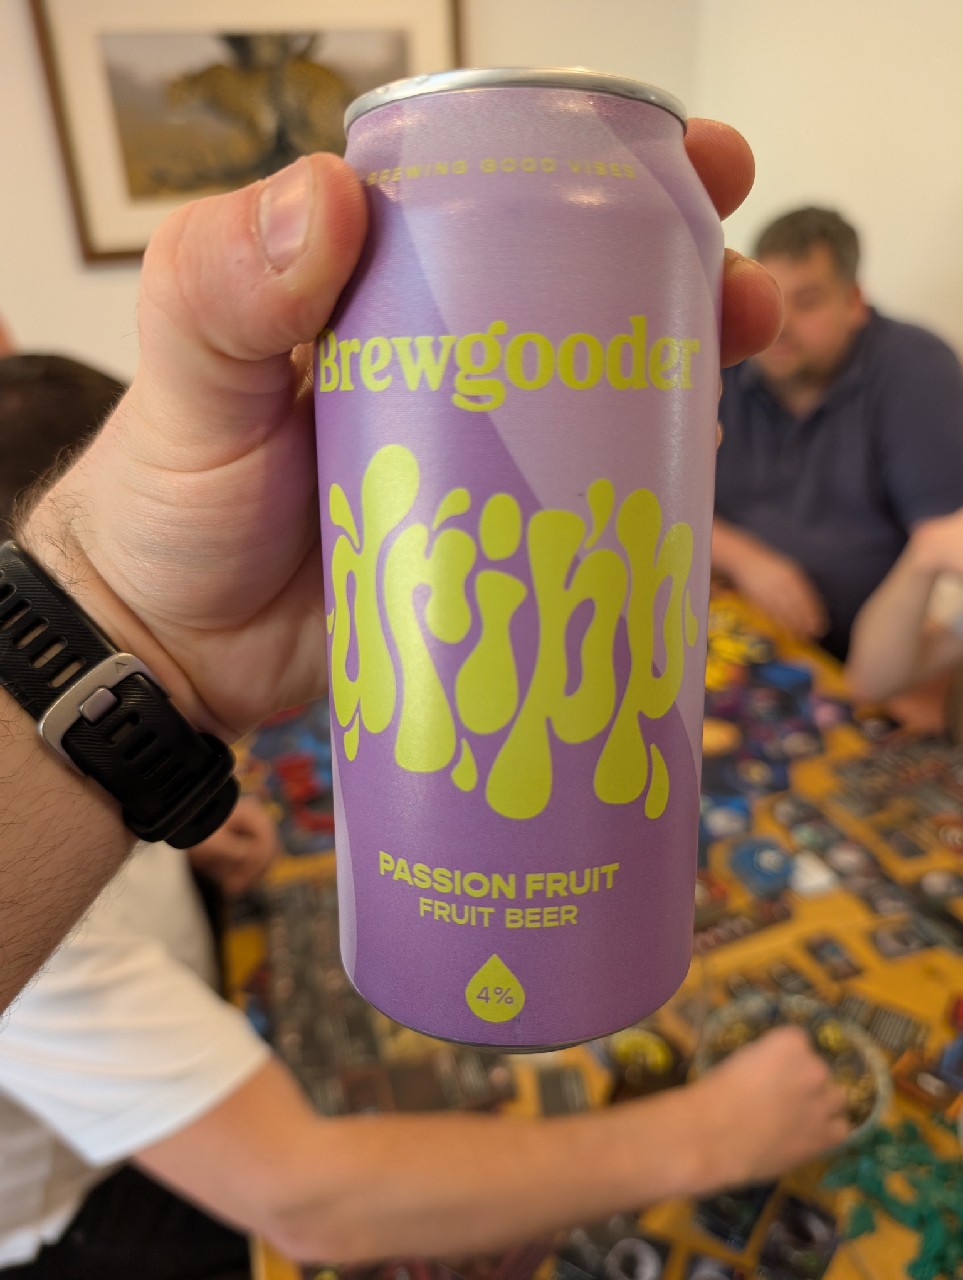 BREWING GOOD VIBES
Brewgooder
dripp
PASSION FRUIT
FRUIT BEER
4%